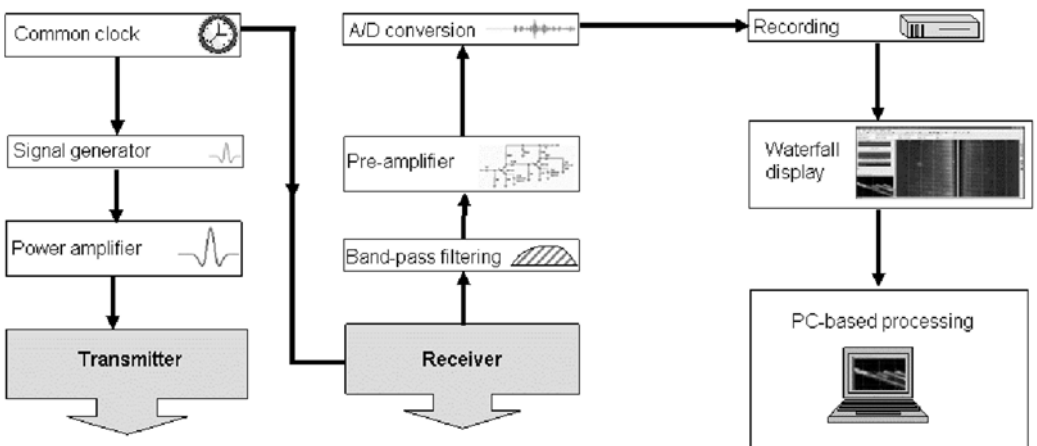 Common clock
Signal generator
Power amplifier
Transmitter
A/D conversion
Pre-amplifier
Band-pass filtering
Receiver
Recording
Waterfall
display
PC-based processing